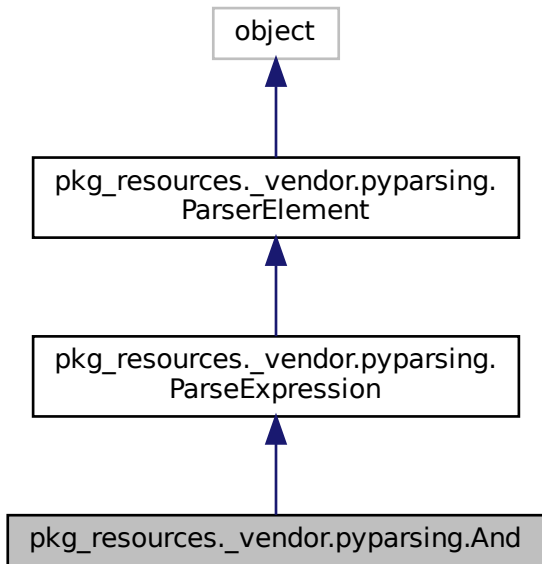 object
pkg_resources._vendor.pyparsing.
ParserElement
pkg_resources._vendor.pyparsing.
ParseExpression
pkg_resources._vendor.pyparsing.And